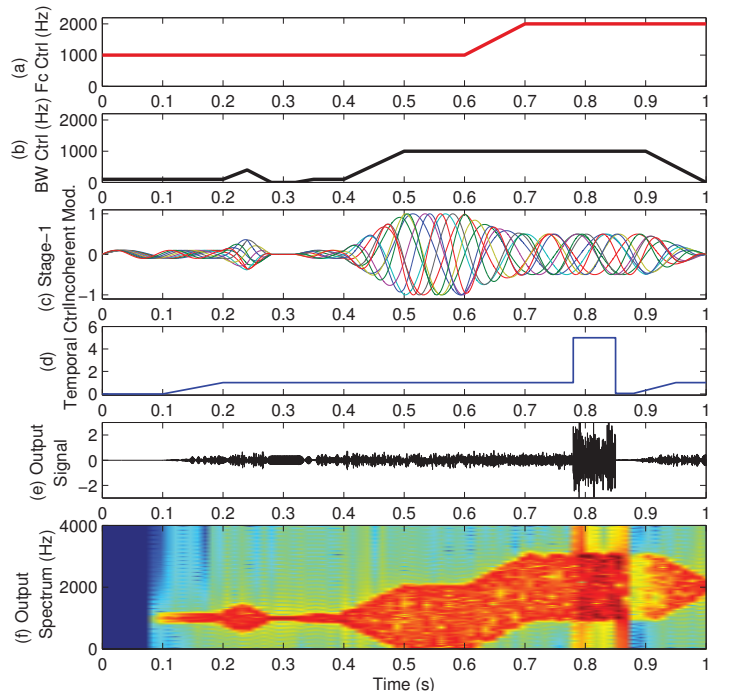 (a)
Fc Ctrl (Hz)
2000
1000
0
0 0.1 0.2 0.3 0.4 0.5 0.6 0.7 0.8 0.9 1
(b)
BW Ctrl (Hz)
2000
1000
0
0 0.1 0.2 0.3 0.4 0.5 0.6 0.7 0.8 0.9 1
(c) Stage−1
Incoherent Mod.
1
0
−1
0 0.1 0.2 0.3 0.4 0.5 0.6 0.7 0.8 0.9 1
(d)
Temporal Ctrl
6
4
2
0
0 0.1 0.2 0.3 0.4 0.5 0.6 0.7 0.8 0.9 1
(e) Output
Signal
2
0
−2
0 0.1 0.2 0.3 0.4 0.5 0.6 0.7 0.8 0.9 1
(f) Output
Spectrum (Hz)
4000
2000
0
0 0.1 0.2 0.3 0.4 0.5 0.6 0.7 0.8 0.9 1
Time (s)